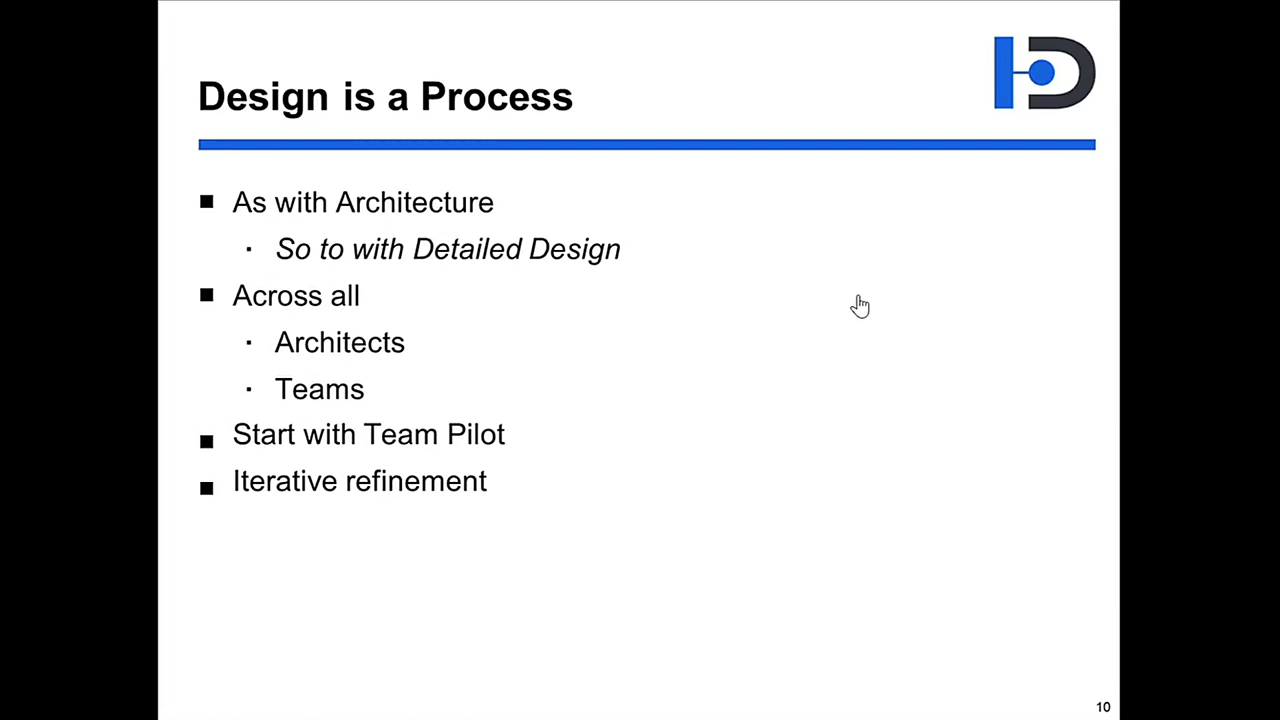 Design is a Process
As with Architecture
So to with Detailed Design
Across all
Architects
Teams
Start with Team Pilot
Iterative refinement
10